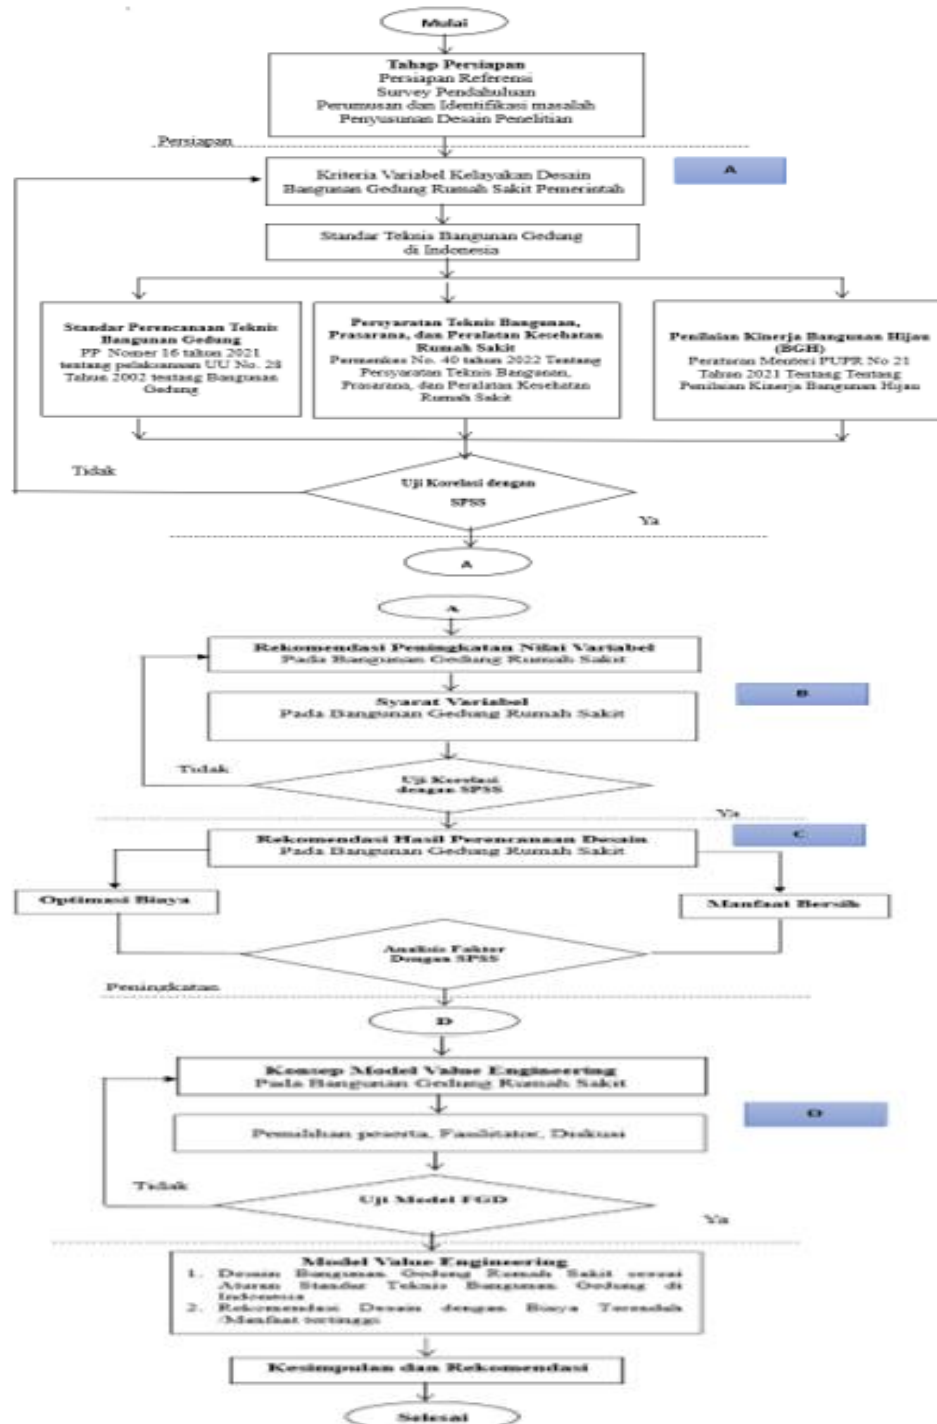 Mulai
Tahap Persiapan
Persiapan Referensi
Survey Pendahuluan
Perumusan dan Identifikasi masalah
Penyusunan Desain Penelitian
Persiapan
Kriteria Variabel Kelayakan Desain
Bangunan Gedung Rumah Sakit Pemerintah
A
Standar Teknis Bangunan Gedung
di Indonesia
Standar Perencanaan Teknis
Bangunan Gedung
PP Nomer 16 tahun 2021
tentang pelaksanaan UU No. 28
Tahun 2002 tentang Bangunan
Gedung
Persyaratan Teknis Bangunan,
Prasarana, dan Peralatan Kesehatan
Rumah Sakit
Permenkes No. 40 tahun 2022 Tentang
Persyaratan Teknis Bangunan,
Prasarana, dan Peralatan Kesehatan
Rumah Sakit
Penilaian Kinerja Bangunan Hijau
(BGH)
Peraturan Menteri PUPR No 21
Tahun 2021 Tentang Tentang
Penilaian Kinerja Bangunan Hijau
Tidak
Uji Korelasi dengan
SPSS
Ya
A
A
Rekomendasi Peningkatan Nilai Variabel
Pada Bangunan Gedung Rumah Sakit
B
Syarat Variabel
Pada Bangunan Gedung Rumah Sakit
Tidak
Uji Korelasi
dengan SPSS
Ya
C
Rekomendasi Hasil Perencanaan Desain
Pada Bangunan Gedung Rumah Sakit
Optimasi Biaya
Manfaat Bersih
Analisis Faktor
Dengan SPSS
Peningkatan
D
Konsep Model Value Engineering
Pada Bangunan Gedung Rumah Sakit
D
Pemilihan peserta, Fasilitator, Diskusi
Tidak
Uji Model FGD
Ya
Model Value Engineering
1. Desain Bangunan Gedung Rumah Sakit sesuai
Aturan Standar Teknis Bangunan Gedung di
Indonesia
2. Rekomendasi Desain dengan Biaya Terendah
/Manfaat tertinggi
Kesimpulan dan Rekomendasi
Selesai